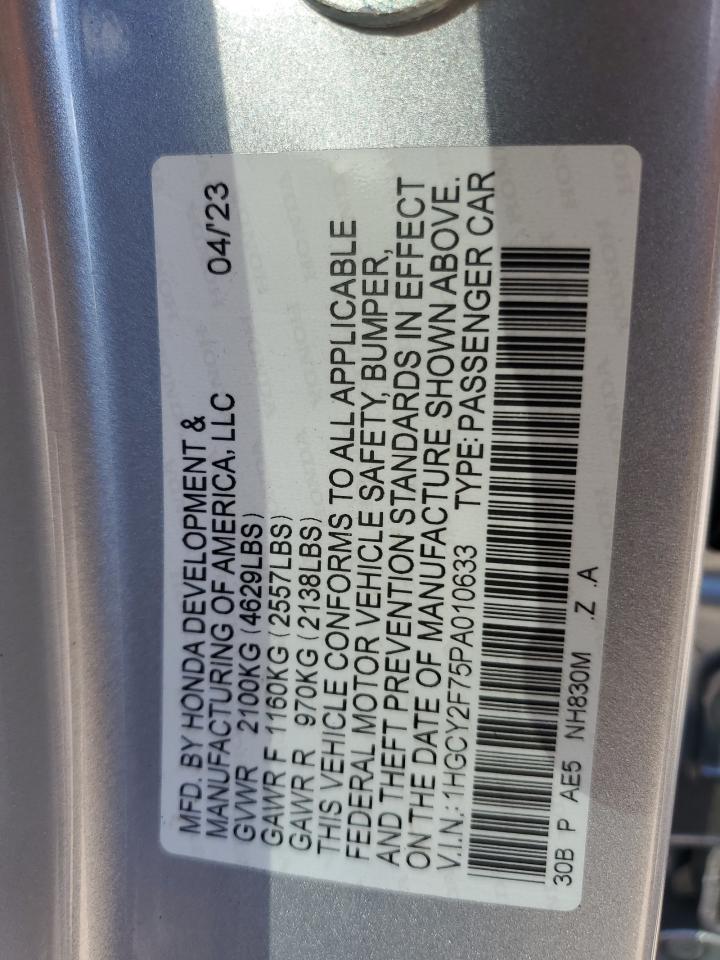 MFD. BY HONDA DEVELOPMENT & 04/'23
MANUFACTURING OF AMERICA, LLC
GVWR 2100KG (4629LBS)
GAWR F 1160KG (2557LBS)
GAWR R 970KG (2138LBS)
THIS VEHICLE CONFORMS TO ALL APPLICABLE
FEDERAL MOTOR VEHICLE SAFETY, BUMPER,
AND THEFT PREVENTION STANDARDS IN EFFECT
ON THE DATE OF MANUFACTURE SHOWN ABOVE.
V.I.N.: 1HGCY2F75PA010633 TYPE: PASSENGER CAR
30B P AE5 NH830M .Z .A